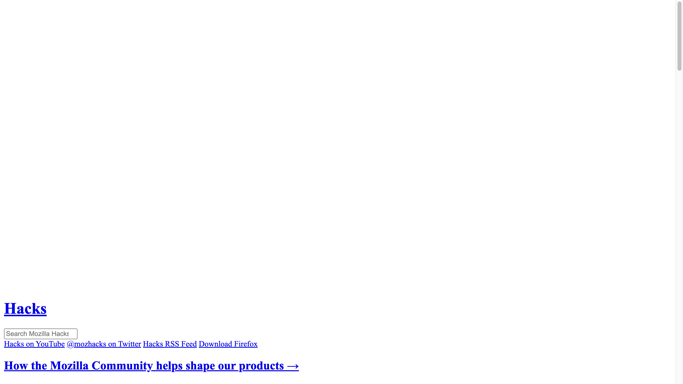 Hacks
Search Mozilla Hacks
Hacks on YouTube @mozhacks on Twitter Hacks RSS Feed Download Firefox
How the Mozilla Community helps shape our products →